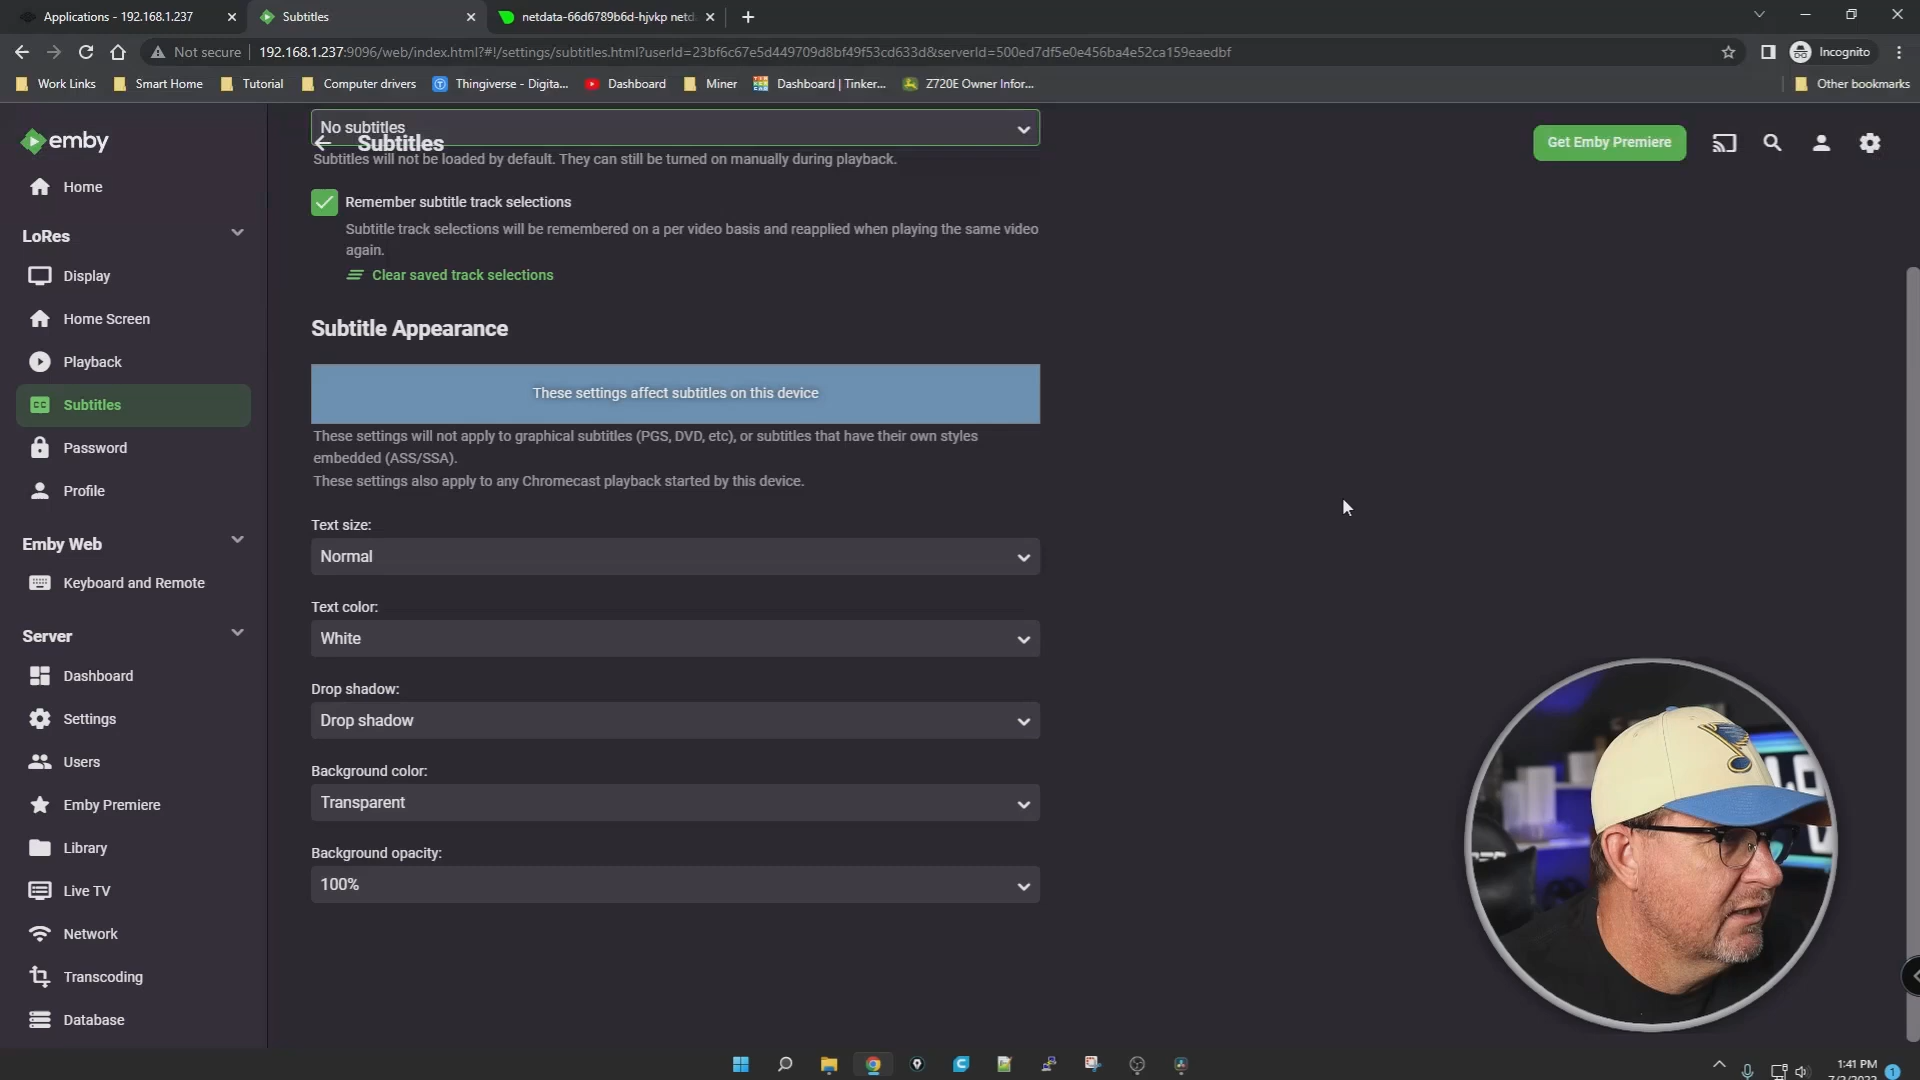 Applications - 192.168.1.237
Subtitles
netdata-66d6789b6d-hjvkp netd
Not secure
192.168.1.237:9096/web/index.html?#!/settings/subtitles.html?userId=23bf6c67e5d449709d8bf49f53cd633d&serverId=500ed7df5e0e456ba4e52ca159eaedbf
Incognito
Work Links
Smart Home
Tutorial
Computer drivers
Thingiverse - Digita...
Dashboard
Miner
Dashboard | Tinker...
Z720E Owner Infor...
Other bookmarks
emby
Home
LoRes
Display
Home Screen
Playback
Subtitles
Password
Profile
Emby Web
Keyboard and Remote
Server
Dashboard
Settings
Users
Emby Premiere
Library
Live TV
Network
Transcoding
Database
No subtitles
Subtitles
Get Emby Premiere
Subtitles will not be loaded by default. They can still be turned on manually during playback.
Remember subtitle track selections
Subtitle track selections will be remembered on a per video basis and reapplied when playing the same video
again.
Clear saved track selections
Subtitle Appearance
These settings affect subtitles on this device
These settings will not apply to graphical subtitles (PGS, DVD, etc), or subtitles that have their own styles
embedded (ASS/SSA).
These settings also apply to any Chromecast playback started by this device.
Text size:
Normal
Text color:
White
Drop shadow:
Drop shadow
Background color:
Transparent
Background opacity:
100%
1:41 PM
1